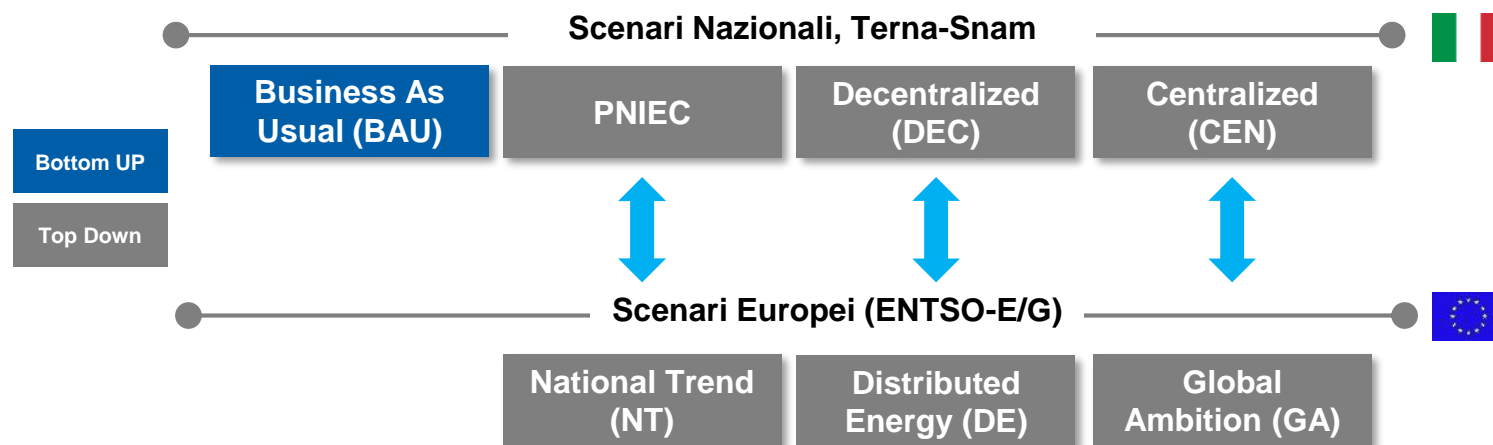 Scenari Nazionali, Terna-Snam
Business As
Usual (BAU)
PNIEC
Decentralized
(DEC)
Centralized
(CEN)
Bottom UP
Top Down
Scenari Europei (ENTSO-E/G)
National Trend
(NT)
Distributed
Energy (DE)
Global
Ambition (GA)